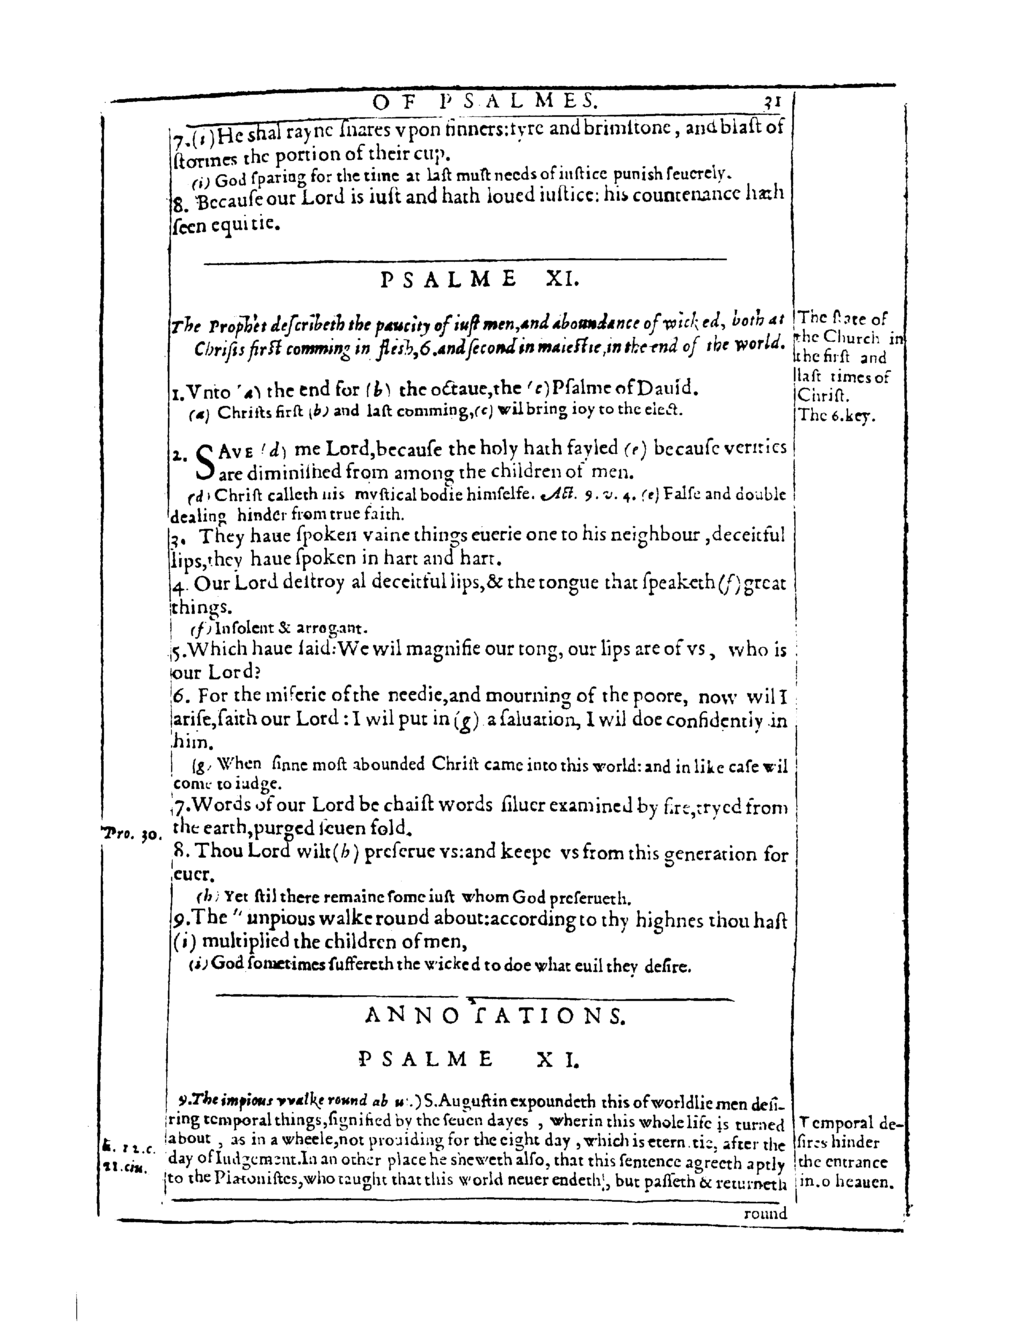 OF PSALMES. 31
7.(i) He shal rayne ſnares vpon ſinners: fyre and brimſtone, and blaſt of
ſtormes the portion of their cup.
(i) God ſparing for the time at laſt muſt needs of iuſtice punish ſeuerely.
8. Becauſe our Lord is iuſt and hath loued iuſtice: his countenance hath
ſeen equitie.
PSALME XI.
The Prophet deſcribeth the paucity of iuſt men, and aboundance of wicked, both at
Chriſts firſt comming in flesh, 6. and ſecond in maieſtie, in the end of the world.
The ſtate of
the Church in
the firſt and
laſt times of
Chriſt.
The 6. key.
1. Vnto (a) the end for (b) the octaue, the (c) Pſalme of Dauid.
(a) Chriſts firſt (b) and laſt comming, (c) wil bring ioy to the elect.
2. SAVE (d) me Lord, becauſe the holy hath fayled (e) becauſe verities
are diminiſhed from among the children of men.
(d) Chriſt calleth his myſtical bodie himſelfe. Act. 9. v. 4. (e) Falſe and double
dealing hinder from true faith.
3. They haue ſpoken vaine things euerie one to his neighbour, deceitful
lips, they haue ſpoken in hart and hart.
4. Our Lord deſtroy al deceitful lips, & the tongue that ſpeaketh (f) great
things.
(f) Inſolent & arrogant.
5. Which haue ſaid: We wil magnifie our tong, our lips are of vs, who is
our Lord?
6. For the miſerie of the needie, and mourning of the poore, now wil I
ariſe, ſaith our Lord: I wil put in (g) a ſaluation, I wil doe confidently in
him.
(g) When ſinne moſt abounded Chriſt came into this world: and in like caſe wil
come to iudge.
7. Words of our Lord be chaiſt words ſiluer examined by fire, tryed from
Pro. 30. the earth, purged ſeuen fold.
8. Thou Lord wilt (h) preſerue vs: and keepe vs from this generation for
euer.
(h) Yet ſtil there remaine ſome iuſt whom God preſerueth.
9. The " unpious walke round about: according to thy highnes thou haſt
(i) multiplied the children of men,
(i) God ſometimes ſuffereth the wicked to doe what euil they deſire.
ANNOTATIONS.
PSALME XI.
9. The impious vvalke round ab ) S. Auguſtin expoundeth this of worldlie men deſi-
ring temporal things, ſignified by the ſeuen dayes, wherin this whole life is turned
about, as in a wheele, not prouiding for the eight day, which is eternitie, after the
day of Iudgement. In an other place he sheweth alſo, that this ſentence agreeth aptly
to the Platoniſtes, who taught that this world neuer endeth, but paſſeth & returneth
12. c.
21. ciu.
Temporal de-
ſires hinder
the entrance
into heauen.
round